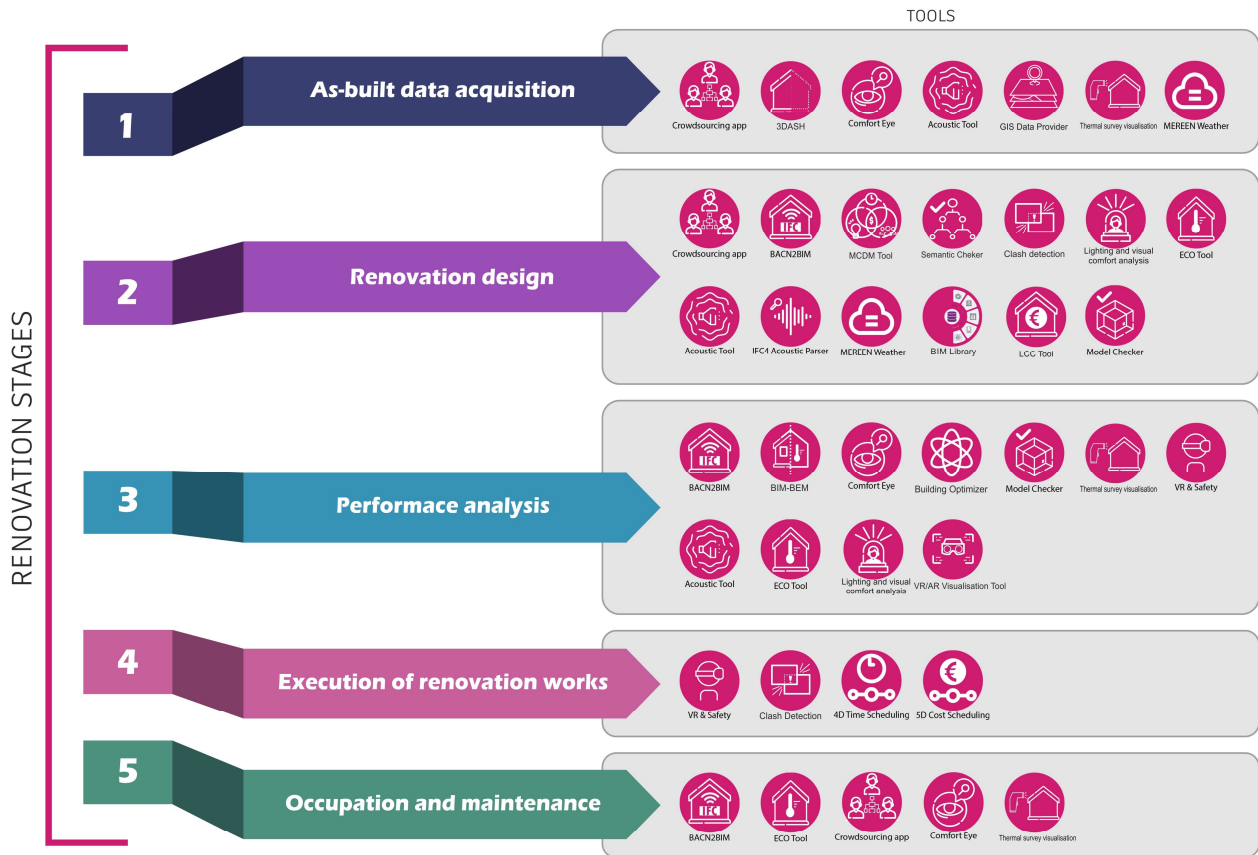 TOOLS
RENOVATION STAGES
1
As-built data acquisition
Crowdsourcing app
3DASH
Comfort Eye
Acoustic Tool
GIS Data Provider
Thermal survey visualisation
MEREEN Weather
2
Renovation design
Crowdsourcing app
IFC
BACN2BIM
MCDM Tool
Semantic Cheker
Clash detection
Lighting and visual
comfort analysis
ECO Tool
Acoustic Tool
IFC4 Acoustic Parser
MEREEN Weather
BIM Library
€
LCC Tool
Model Checker
3
Performace analysis
IFC
BACN2BIM
BIM-BEM
Comfort Eye
Building Optimizer
Model Checker
Thermal survey visualisation
VR & Safety
Acoustic Tool
ECO Tool
Lighting and visual
comfort analysis
VR/AR Visualisation Tool
4
Execution of renovation works
VR & Safety
Clash Detection
4D Time Scheduling
€
5D Cost Scheduling
5
Occupation and maintenance
IFC
BACN2BIM
ECO Tool
Crowdsourcing app
Comfort Eye
Thermal survey visualisation